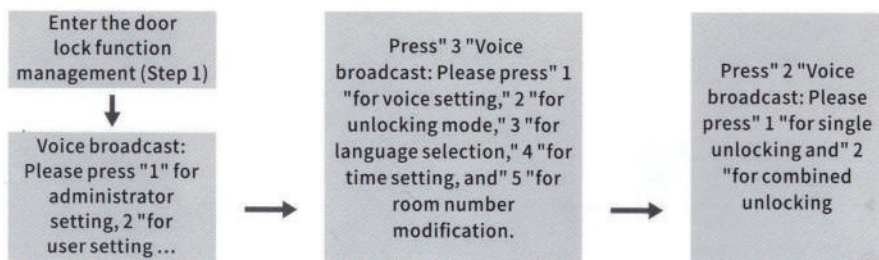 Enter the door
lock function
management (Step 1)
Voice broadcast:
Please press "1" for
administrator
setting, 2 "for
user setting ...
Press" 3 "Voice
broadcast: Please press" 1
"for voice setting," 2 "for
unlocking mode," 3 "for
language selection," 4 "for
time setting, and" 5 "for
room number
modification.
Press" 2 "Voice
broadcast: Please
press" 1 "for single
unlocking and" 2
"for combined
unlocking